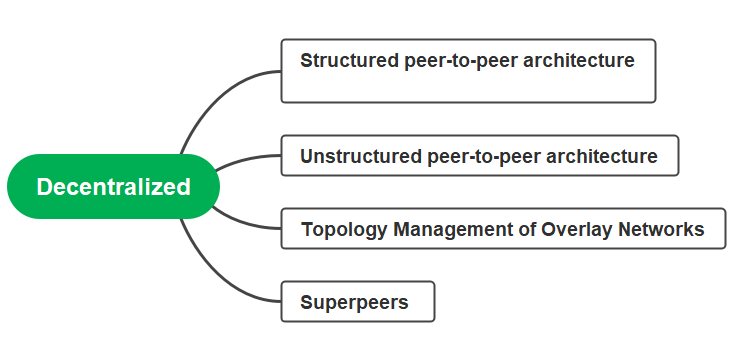 Structured peer-to-peer architecture
Unstructured peer-to-peer architecture
Decentralized
Topology Management of Overlay Networks
Superpeers